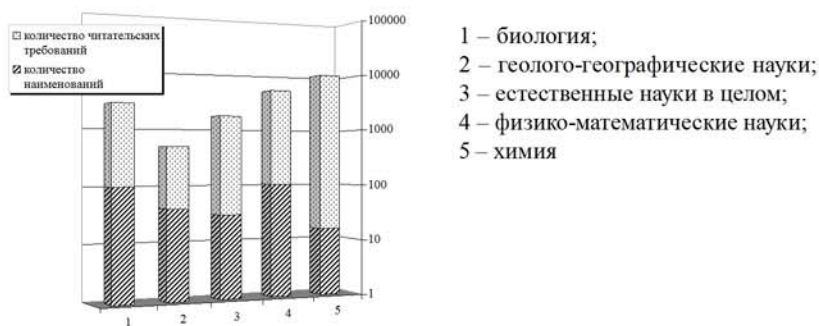 количество читательских
требований
количество
наименований
100000
10000
1000
100
10
1
1
2
3
4
5
1 – биология;
2 – геолого-географические науки;
3 – естественные науки в целом;
4 – физико-математические науки;
5 – химия